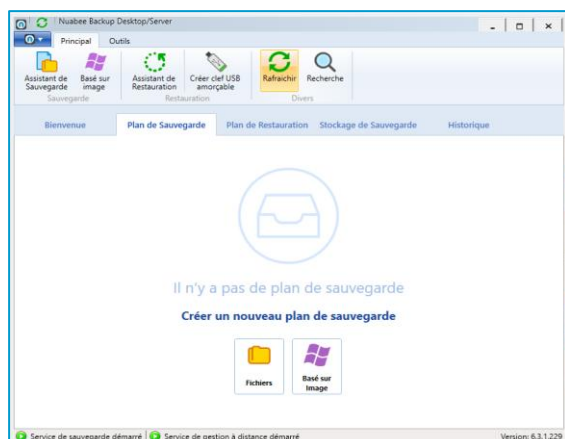 Nuabee Backup Desktop/Server
Principal Outils
Assistant de Sauvegarde
Basé sur image
Assistant de Restauration
Créer clef USB amorçable
Rafraichir
Recherche
Sauvegarde Restauration Divers
Bienvenue Plan de Sauvegarde Plan de Restauration Stockage de Sauvegarde Historique
Il n'y a pas de plan de sauvegarde
Créer un nouveau plan de sauvegarde
Fichiers
Basé sur
Image
Service de sauvegarde démarré Service de gestion à distance démarré Version: 6.3.1.229